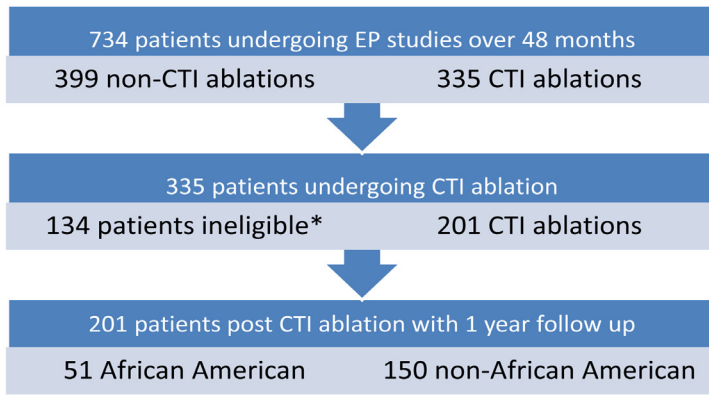 734 patients undergoing EP studies over 48 months
399 non-CTI ablations 335 CTI ablations
335 patients undergoing CTI ablation
134 patients ineligible* 201 CTI ablations
201 patients post CTI ablation with 1 year follow up
51 African American 150 non-African American